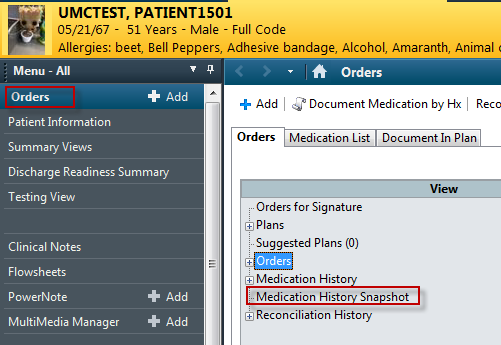 UMCTEST, PATIENT1501
05/21/67 - 51 Years - Male - Full Code
Allergies: beet, Bell Peppers, Adhesive bandage, Alcohol, Amaranth, Animal
Menu - All
Orders
Add
Patient Information
Summary Views
Discharge Readiness Summary
Testing View
Clinical Notes
Flowsheets
PowerNote
Add
MultiMedia Manager
Add
Orders
Add
Document Medication by Hx
Reco
Orders
Medication List
Document In Plan
View
Orders for Signature
Plans
Suggested Plans (0)
Orders
Medication History
Medication History Snapshot
Reconciliation History